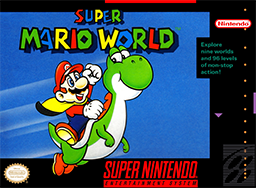 SUPER
MARIO WORLD
Nintendo
Explore
nine worlds
and 96 levels
of non-stop
action!
SUPER NINTENDO
ENTERTAINMENT SYSTEM